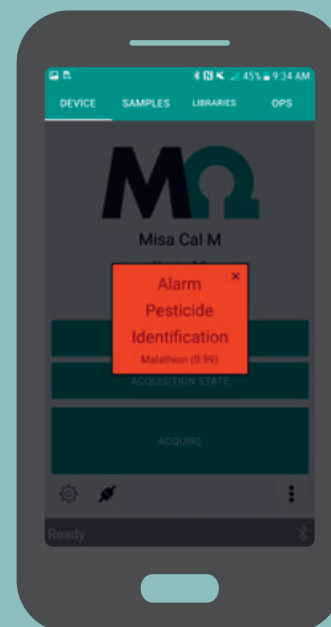 45% 9:34 AM
DEVICE SAMPLES LIBRARIES OPS
MΩ
Misa Cal M
Alarm ×
Pesticide
Identification
Malathion (0.99)
ACQUISITION STATE
ACQUIRE
Ready